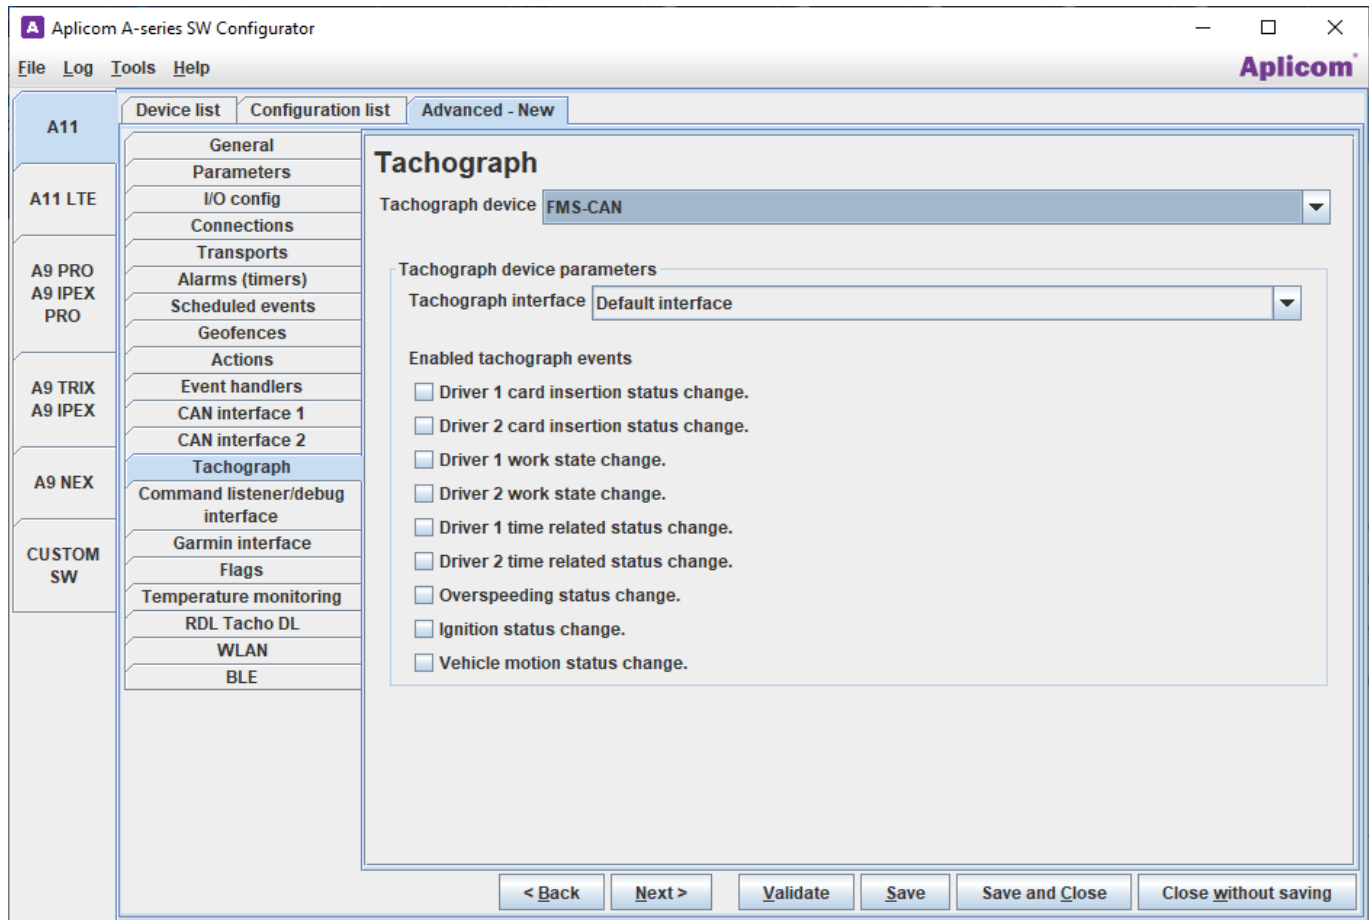 A Aplicom A-series SW Configurator
File Log Tools Help
Aplicom
A11
A11 LTE
A9 PRO
A9 IPEX
PRO
A9 TRIX
A9 IPEX
A9 NEX
CUSTOM
SW
Device list Configuration list Advanced - New
General
Parameters
I/O config
Connections
Transports
Alarms (timers)
Scheduled events
Geofences
Actions
Event handlers
CAN interface 1
CAN interface 2
Tachograph
Command listener/debug
interface
Garmin interface
Flags
Temperature monitoring
RDL Tacho DL
WLAN
BLE
Tachograph
Tachograph device FMS-CAN
Tachograph device parameters
Tachograph interface Default interface
Enabled tachograph events
Driver 1 card insertion status change.
Driver 2 card insertion status change.
Driver 1 work state change.
Driver 2 work state change.
Driver 1 time related status change.
Driver 2 time related status change.
Overspeeding status change.
Ignition status change.
Vehicle motion status change.
< Back Next > Validate Save Save and Close Close without saving